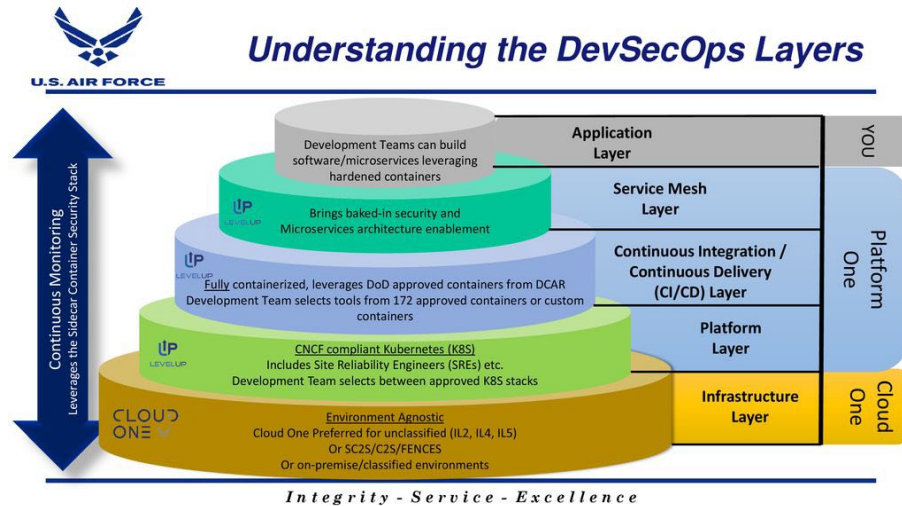 Understanding the DevSecOps Layers
U.S. AIR FORCE
Continuous Monitoring
Leverages the Sidecar Container Security Stack
Development Teams can build
software/microservices leveraging
hardened containers
Application
Layer
YOU
UP
LEVELUP
Brings baked-in security and
Microservices architecture enablement
Service Mesh
Layer
UP
LEVELUP
Fully containerized, leverages DoD approved containers from DCAR
Development Team selects tools from 172 approved containers or custom
containers
Continuous Integration /
Continuous Delivery
(CI/CD) Layer
Platform
One
UP
LEVELUP
CNCF compliant Kubernetes (K8S)
Includes Site Reliability Engineers (SREs) etc.
Development Team selects between approved K8S stacks
Platform
Layer
CLOUD
ONE
Environment Agnostic
Cloud One Preferred for unclassified (IL2, IL4, IL5)
Or SC2S/C2S/FENCES
Or on-premise/classified environments
Infrastructure
Layer
Cloud
One
Integrity - Service - Excellence